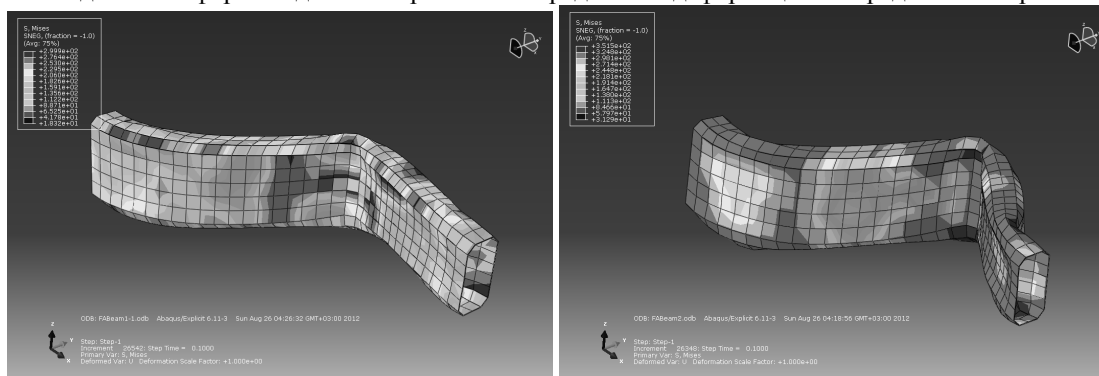 S, Mises
SNEG, (fraction = -1.0)
(Avg: 75%)
+2.999e+02
+2.764e+02
+2.530e+02
+2.295e+02
+2.060e+02
+1.826e+02
+1.591e+02
+1.356e+02
+1.122e+02
+8.871e+01
+6.525e+01
+4.178e+01
+1.832e+01
ODB: FABeam1-1.odb Abaqus/Explicit 6.11-3 Sun Aug 26 04:26:32 GMT+03:00 2012
Z
Y
X
Step: Step-1
Increment 26542: Step Time = 0.1000
Primary Var: S, Mises
Deformed Var: U Deformation Scale Factor: +1.000e+00
S, Mises
SNEG, (fraction = -1.0)
(Avg: 75%)
+3.515e+02
+3.248e+02
+2.981e+02
+2.714e+02
+2.448e+02
+2.181e+02
+1.914e+02
+1.647e+02
+1.380e+02
+1.113e+02
+8.466e+01
+5.797e+01
+3.129e+01
ODB: FABeam2.odb Abaqus/Explicit 6.11-3 Sun Aug 26 04:18:56 GMT+03:00 2012
Z
Y
X
Step: Step-1
Increment 26348: Step Time = 0.1000
Primary Var: S, Mises
Deformed Var: U Deformation Scale Factor: +1.000e+00